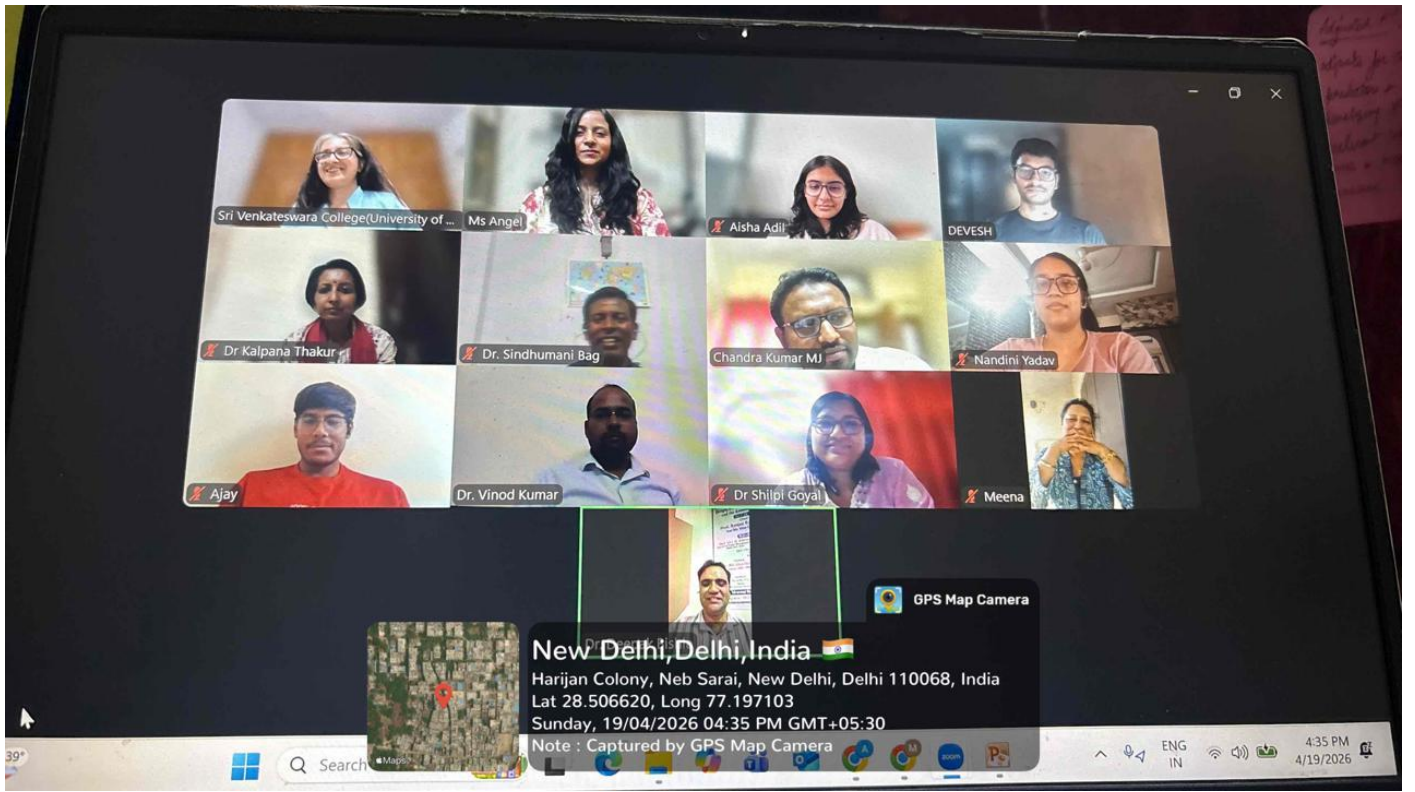 Sri Venkateswara College(University of ...
Ms Angel
Aisha Adil
DEVESH
Dr Kalpana Thakur
Dr. Sindhumani Bag
Chandra Kumar MJ
Nandini Yadav
Ajay
Dr. Vinod Kumar
Dr Shilpi Goyal
Meena
GPS Map Camera
New Delhi,Delhi,India
Harijan Colony, Neb Sarai, New Delhi, Delhi 110068, India
Lat 28.506620, Long 77.197103
Sunday, 19/04/2026 04:35 PM GMT+05:30
Note : Captured by GPS Map Camera
Maps
39°
Search
zoom
ENG
IN
4:35 PM
4/19/2026